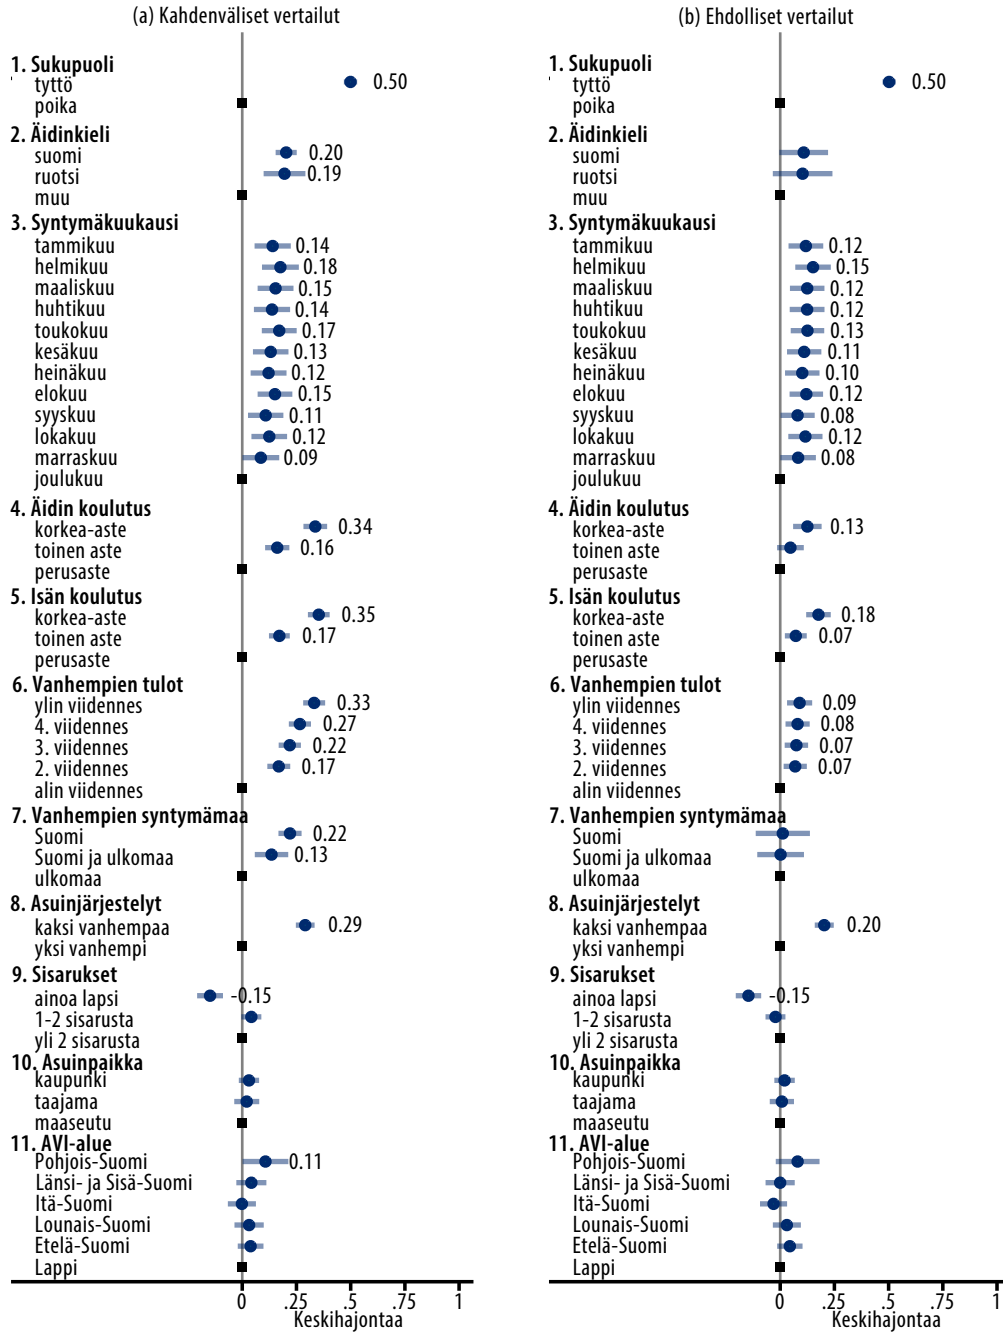 (a) Kahdenväliset vertailut
1. Sukupuoli
tyttö 0.50
poika
2. Äidinkieli
suomi 0.20
ruotsi 0.19
muu
3. Syntymäkuukausi
tammikuu 0.14
helmikuu 0.18
maaliskuu 0.15
huhtikuu 0.14
toukokuu 0.17
kesäkuu 0.13
heinäkuu 0.12
elokuu 0.15
syyskuu 0.11
lokakuu 0.12
marraskuu 0.09
joulukuu
4. Äidin koulutus
korkea-aste 0.34
toinen aste 0.16
perusaste
5. Isän koulutus
korkea-aste 0.35
toinen aste 0.17
perusaste
6. Vanhempien tulot
ylin viidennes 0.33
4. viidennes 0.27
3. viidennes 0.22
2. viidennes 0.17
alin viidennes
7. Vanhempien syntymämaa
Suomi 0.22
Suomi ja ulkomaa 0.13
ulkomaa
8. Asuinjärjestelyt
kaksi vanhempaa 0.29
yksi vanhempi
9. Sisarukset
ainoa lapsi -0.15
1-2 sisarusta
yli 2 sisarusta
10. Asuinpaikka
kaupunki
taajama
maaseutu
11. AVI-alue
Pohjois-Suomi 0.11
Länsi- ja Sisä-Suomi
Itä-Suomi
Lounais-Suomi
Etelä-Suomi
Lappi
0 .25 .5 .75 1
Keskihajontaa
(b) Ehdolliset vertailut
1. Sukupuoli
tyttö 0.50
poika
2. Äidinkieli
suomi
ruotsi
muu
3. Syntymäkuukausi
tammikuu 0.12
helmikuu 0.15
maaliskuu 0.12
huhtikuu 0.12
toukokuu 0.13
kesäkuu 0.11
heinäkuu 0.10
elokuu 0.12
syyskuu 0.08
lokakuu 0.12
marraskuu 0.08
joulukuu
4. Äidin koulutus
korkea-aste 0.13
toinen aste
perusaste
5. Isän koulutus
korkea-aste 0.18
toinen aste 0.07
perusaste
6. Vanhempien tulot
ylin viidennes 0.09
4. viidennes 0.08
3. viidennes 0.07
2. viidennes 0.07
alin viidennes
7. Vanhempien syntymämaa
Suomi
Suomi ja ulkomaa
ulkomaa
8. Asuinjärjestelyt
kaksi vanhempaa 0.20
yksi vanhempi
9. Sisarukset
ainoa lapsi -0.15
1-2 sisarusta
yli 2 sisarusta
10. Asuinpaikka
kaupunki
taajama
maaseutu
11. AVI-alue
Pohjois-Suomi
Länsi- ja Sisä-Suomi
Itä-Suomi
Lounais-Suomi
Etelä-Suomi
Lappi
0 .25 .5 .75 1
Keskihajontaa